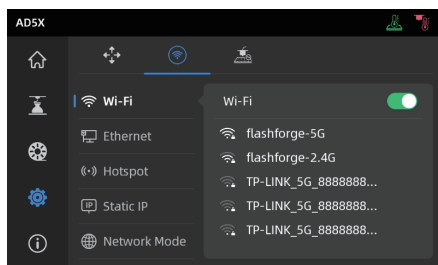 AD5X
Wi-Fi
Ethernet
Hotspot
IP Static IP
Network Mode
Wi-Fi
flashforge-5G
flashforge-2.4G
TP-LINK_5G_8888888...
TP-LINK_5G_8888888...
TP-LINK_5G_8888888...